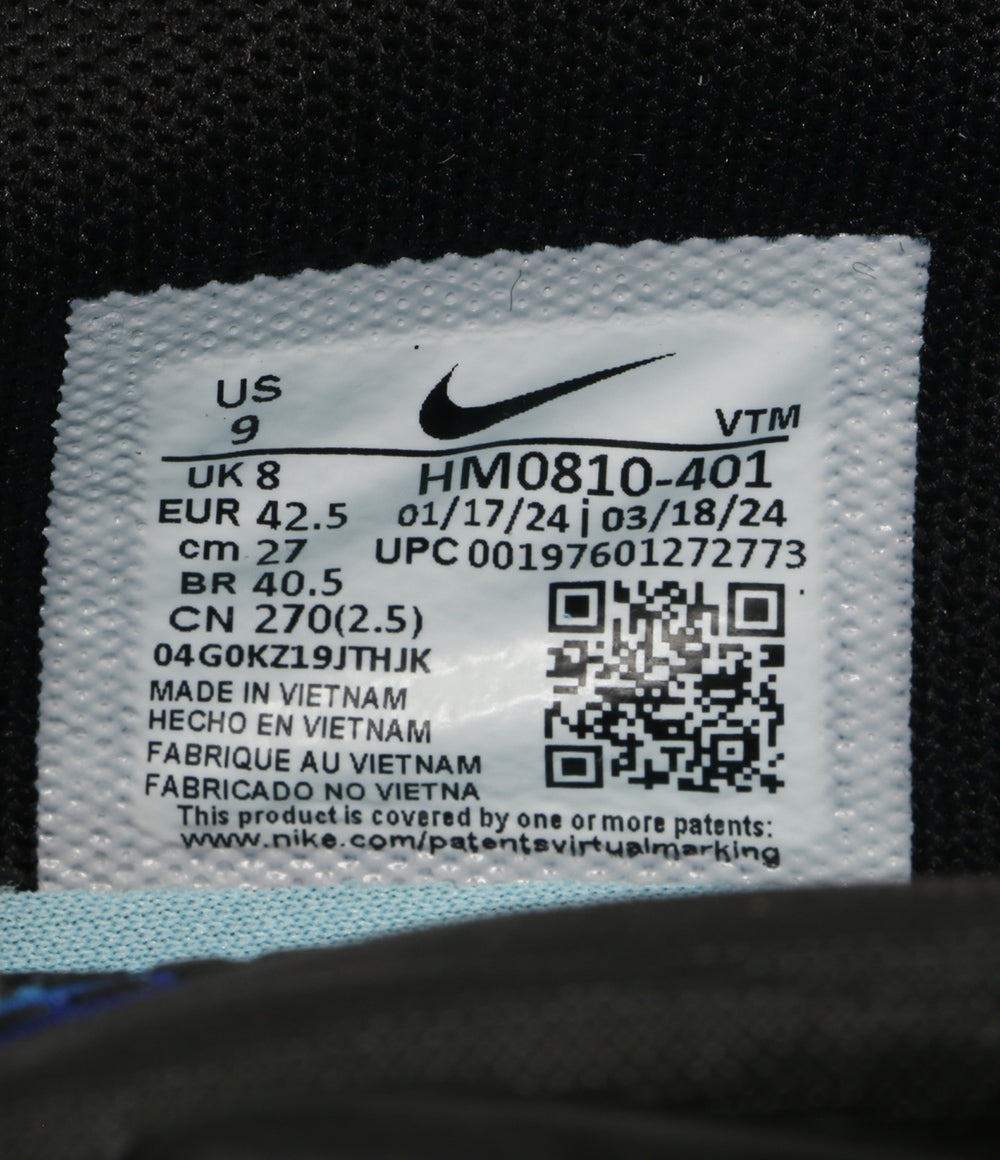 US
9
VTM
UK 8
HM0810-401
EUR 42.5
01/17/24 | 03/18/24
cm 27
UPC 00197601272773
BR 40.5
CN 270(2.5)
04G0KZ19JTHJK
MADE IN VIETNAM
HECHO EN VIETNAM
FABRIQUE AU VIETNAM
FABRICADO NO VIETNA
This product is covered by one or more patents:
www.nike.com/patentsvirtualmarking